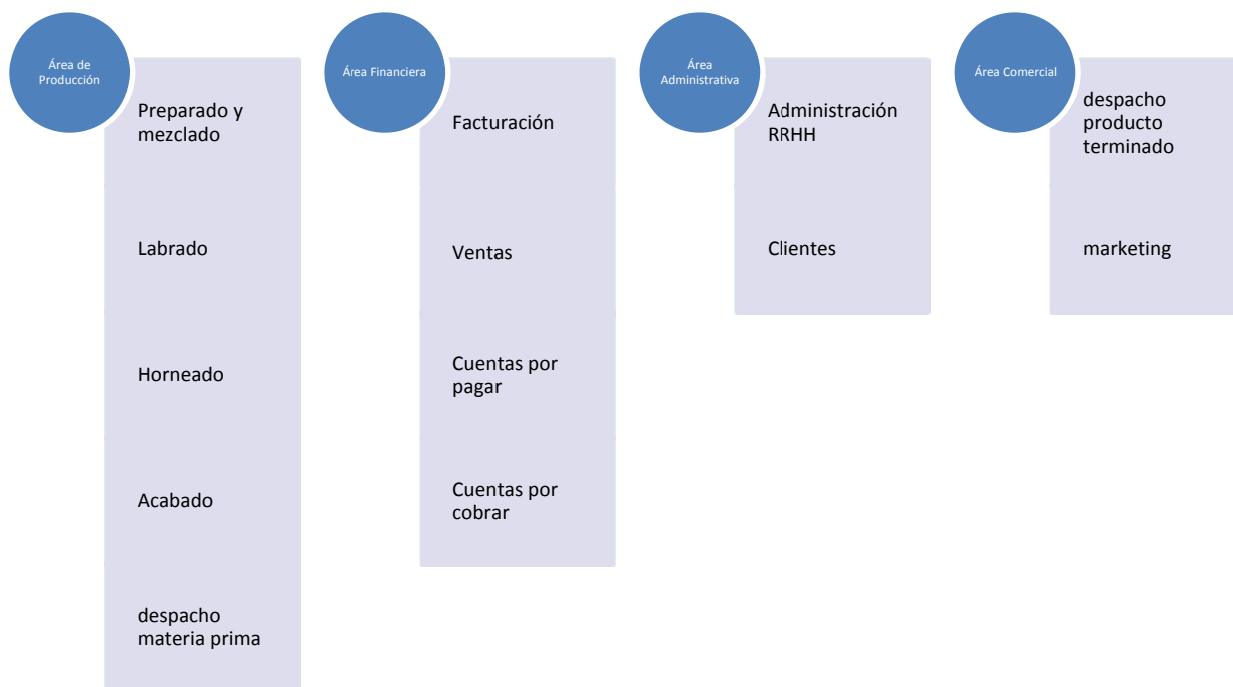 Área de
Producción
Preparado y
mezclado
Labrado
Horneado
Acabado
despacho
materia prima
Área Financiera
Facturación
Ventas
Cuentas por
pagar
Cuentas por
cobrar
Área
Administrativa
Administración
RRHH
Clientes
Área Comercial
despacho
producto
terminado
marketing